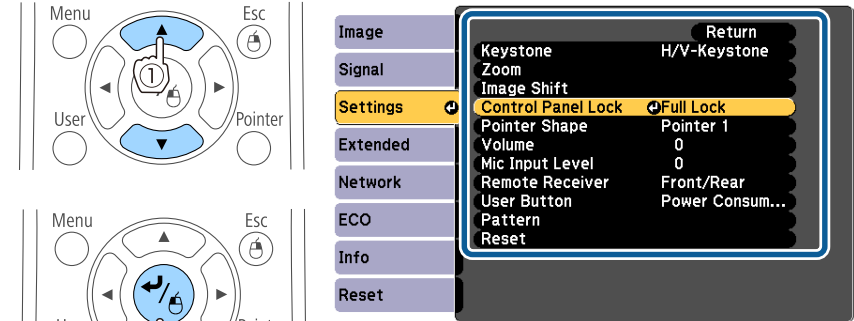 Menu
Esc
1
User
Pointer
Menu
Esc
Image
Signal
Settings
Extended
Network
ECO
Info
Reset
Return
Keystone H/V-Keystone
Zoom
Image Shift
Control Panel Lock Full Lock
Pointer Shape Pointer 1
Volume 0
Mic Input Level 0
Remote Receiver Front/Rear
User Button Power Consum...
Pattern
Reset